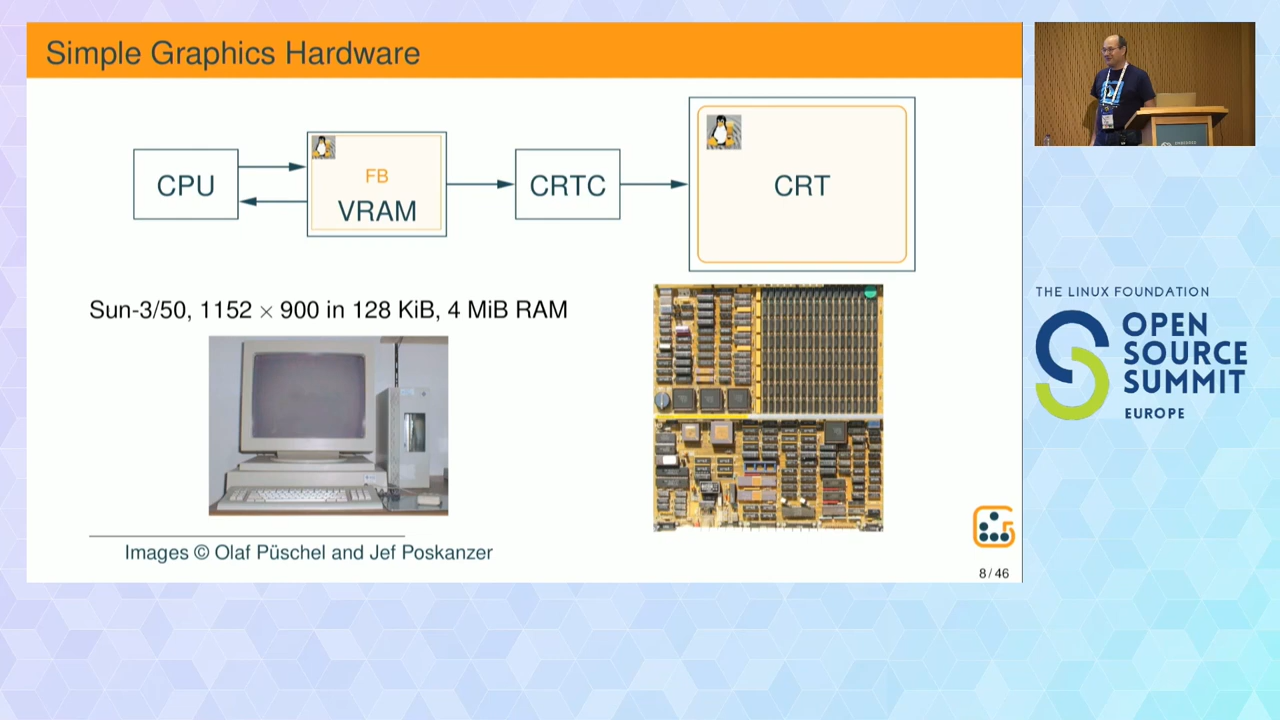 Simple Graphics Hardware
CPU
FB
VRAM
CRTC
CRT
Sun-3/50, 1152 × 900 in 128 KiB, 4 MiB RAM
Images © Olaf Püschel and Jef Poskanzer
8 / 46
THE LINUX FOUNDATION
OPEN
SOURCE
SUMMIT
EUROPE